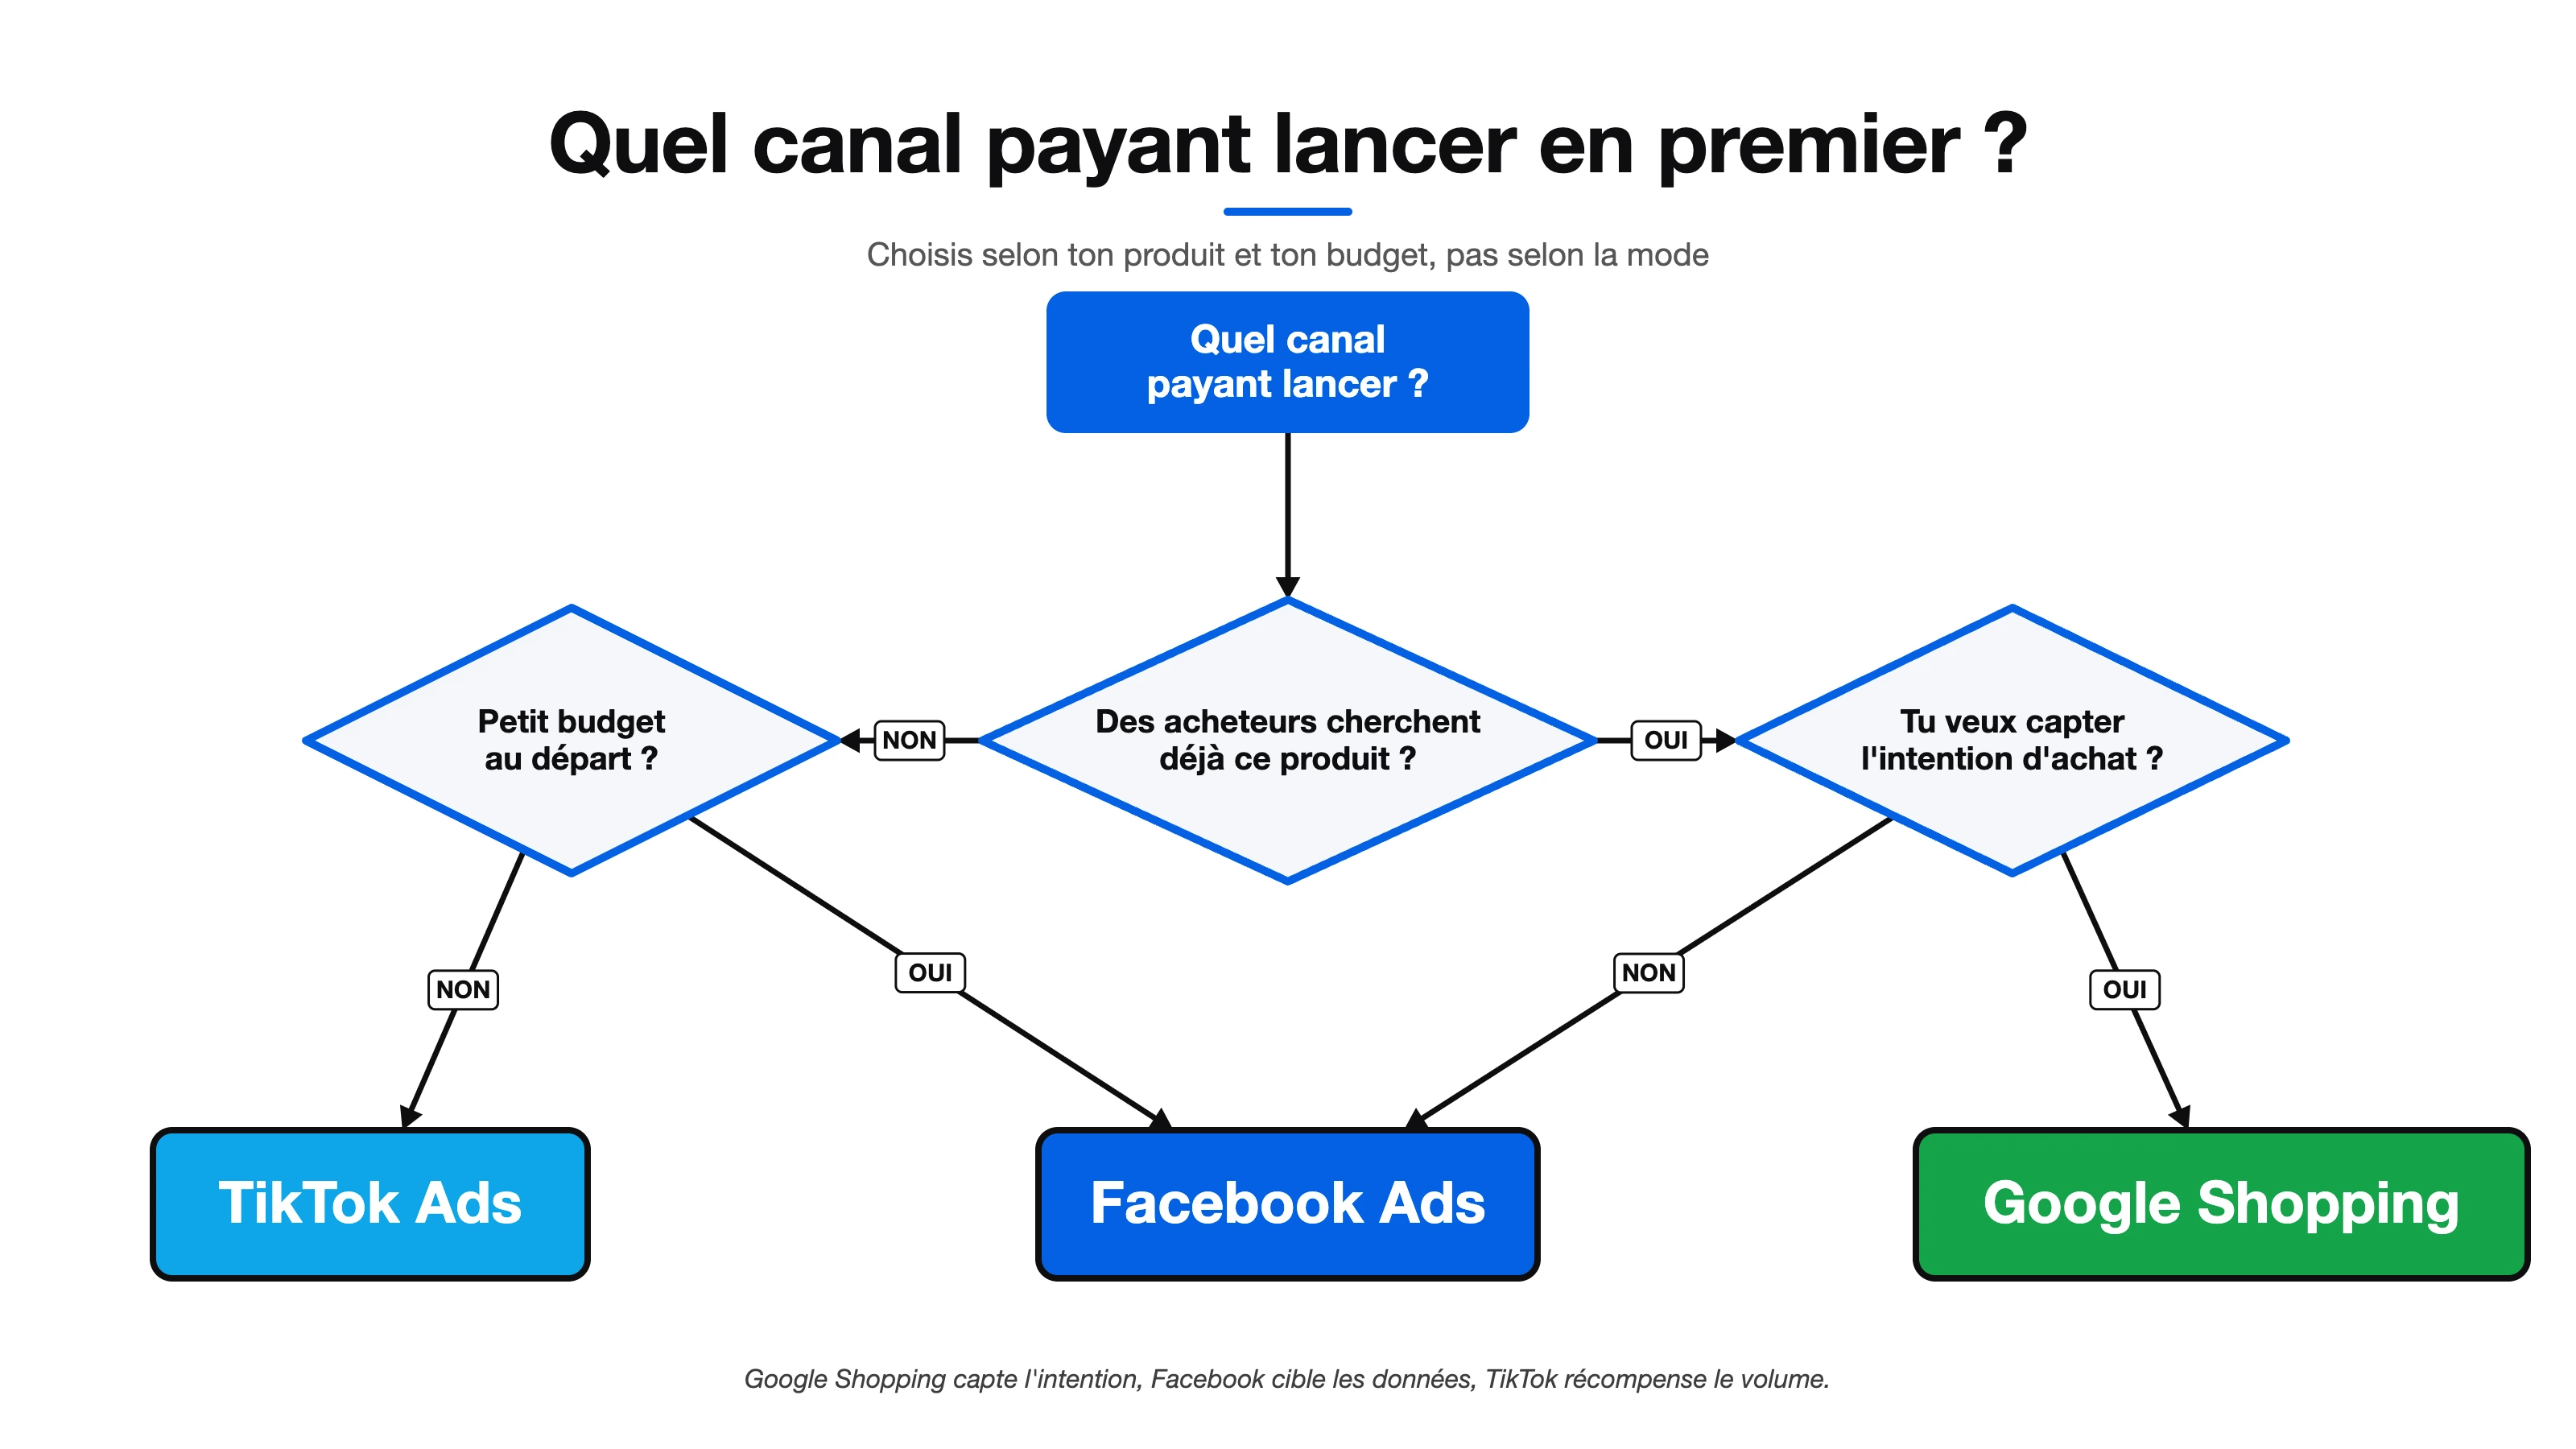 Quel canal payant lancer en premier ?
Choisis selon ton produit et ton budget, pas selon la mode
Quel canal
payant lancer ?
Petit budget
au départ ?
NON
Des acheteurs cherchent
déjà ce produit ?
OUI
Tu veux capter
l'intention d'achat ?
NON
OUI
NON
OUI
TikTok Ads
Facebook Ads
Google Shopping
Google Shopping capte l'intention, Facebook cible les données, TikTok récompense le volume.